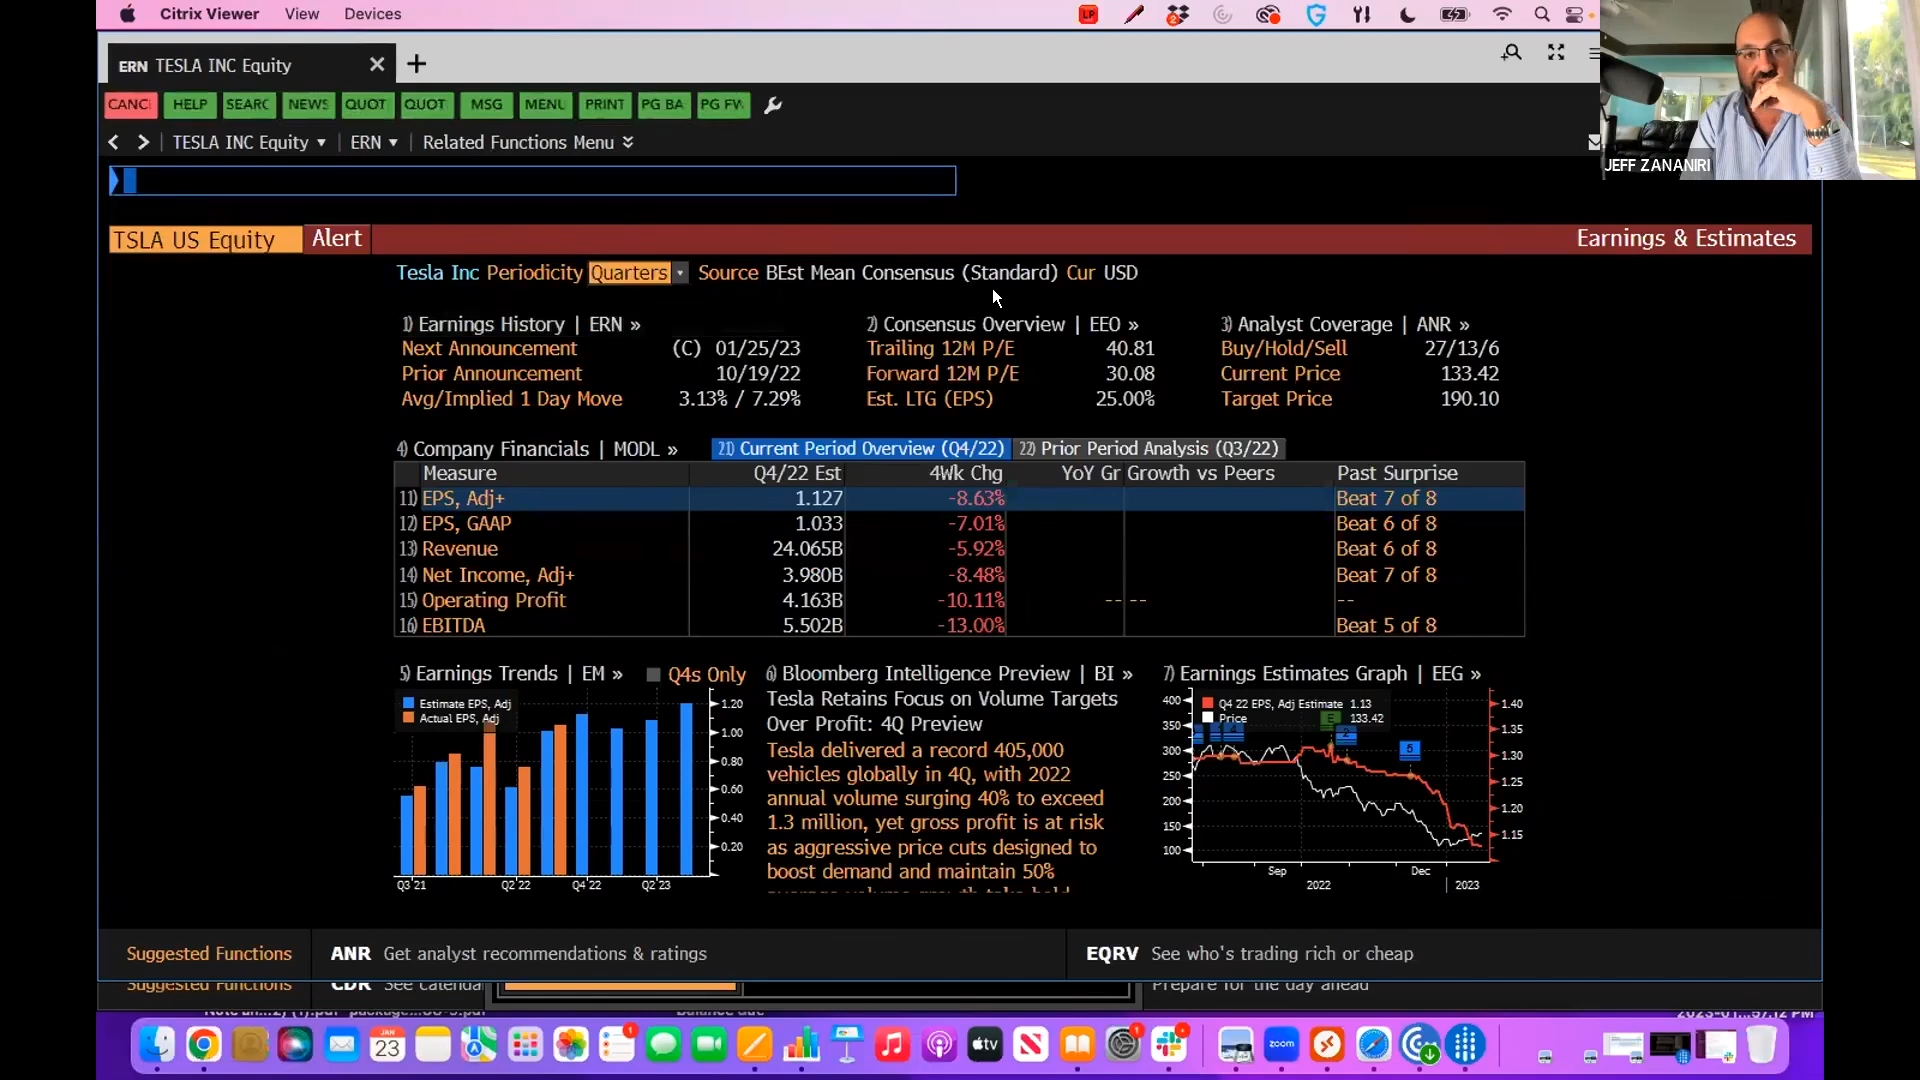 Citrix Viewer View Devices
ERN TESLA INC Equity
CANC HELP SEARC NEWS QUOT QUOT MSG MENU PRINT PG BA PG FW
TESLA INC Equity ERN Related Functions Menu
JEFF ZANANIRI
TSLA US Equity Alert Earnings & Estimates
Tesla Inc Periodicity Quarters Source BEst Mean Consensus (Standard) Cur USD
1) Earnings History | ERN »
Next Announcement (C) 01/25/23
Prior Announcement 10/19/22
Avg/Implied 1 Day Move 3.13% / 7.29%
2) Consensus Overview | EEO »
Trailing 12M P/E 40.81
Forward 12M P/E 30.08
Est. LTG (EPS) 25.00%
3) Analyst Coverage | ANR »
Buy/Hold/Sell 27/13/6
Current Price 133.42
Target Price 190.10
4) Company Financials | MODL » 21) Current Period Overview (Q4/22) 22) Prior Period Analysis (Q3/22)
Measure Q4/22 Est 4Wk Chg YoY Gr Growth vs Peers Past Surprise
11) EPS, Adj+ 1.127 -8.63% Beat 7 of 8
12) EPS, GAAP 1.033 -7.01% Beat 6 of 8
13) Revenue 24.065B -5.92% Beat 6 of 8
14) Net Income, Adj+ 3.980B -8.48% Beat 7 of 8
15) Operating Profit 4.163B -10.11% -- -- --
16) EBITDA 5.502B -13.00% Beat 5 of 8
5) Earnings Trends | EM » Q4s Only
Estimate EPS, Adj
Actual EPS, Adj
1.20
1.00
0.80
0.60
0.40
0.20
Q3'21 Q2'22 Q4'22 Q2'23
6) Bloomberg Intelligence Preview | BI »
Tesla Retains Focus on Volume Targets
Over Profit: 4Q Preview
Tesla delivered a record 405,000
vehicles globally in 4Q, with 2022
annual volume surging 40% to exceed
1.3 million, yet gross profit is at risk
as aggressive price cuts designed to
boost demand and maintain 50%
7) Earnings Estimates Graph | EEG »
Q4 22 EPS, Adj Estimate 1.13
Price 133.42
E
2
5
400
350
300
250
200
150
100
1.40
1.35
1.30
1.25
1.20
1.15
Sep Dec
2022 2023
Suggested Functions ANR Get analyst recommendations & ratings EQRV See who's trading rich or cheap
Suggested Functions CDR See calenda Prepare for the day ahead
JAN
23
tv
zoom